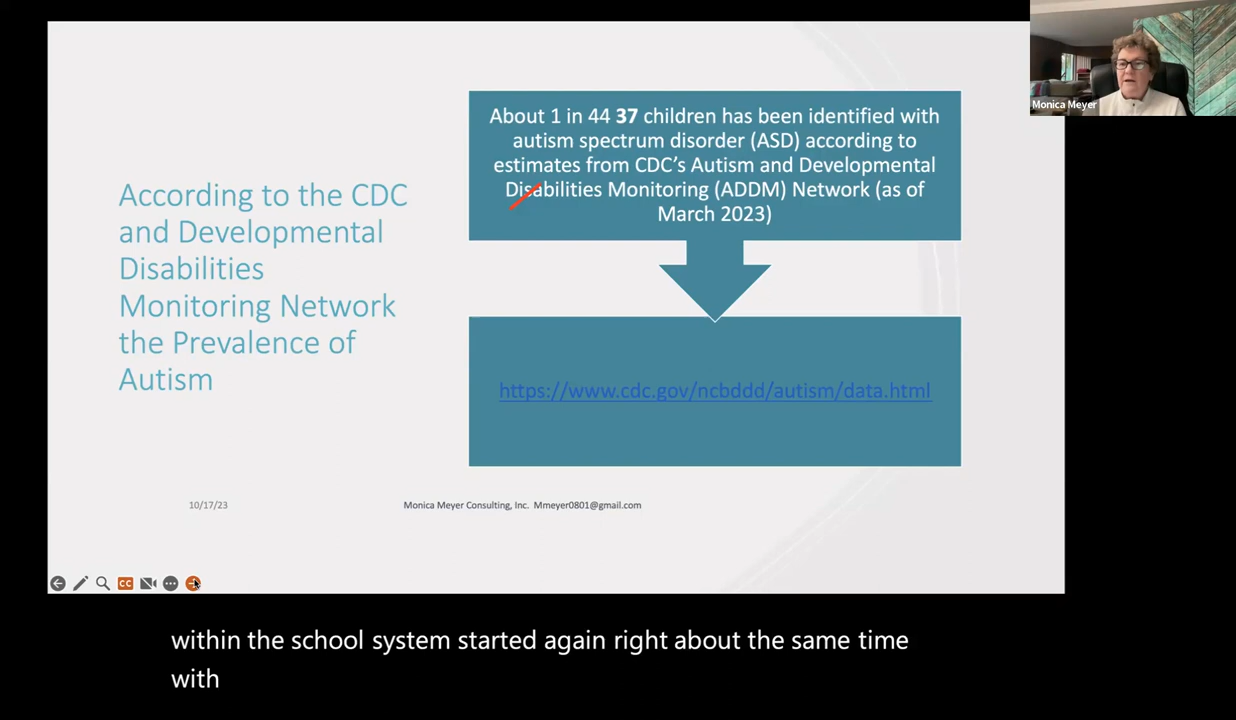 Monica Meyer
According to the CDC
and Developmental
Disabilities
Monitoring Network
the Prevalence of
Autism
About 1 in 44 37 children has been identified with
autism spectrum disorder (ASD) according to
estimates from CDC's Autism and Developmental
Disabilities Monitoring (ADDM) Network (as of
March 2023)
https://www.cdc.gov/ncbddd/autism/data.html
10/17/23
Monica Meyer Consulting, Inc. Mmeyer0801@gmail.com
CC
within the school system started again right about the same time
with